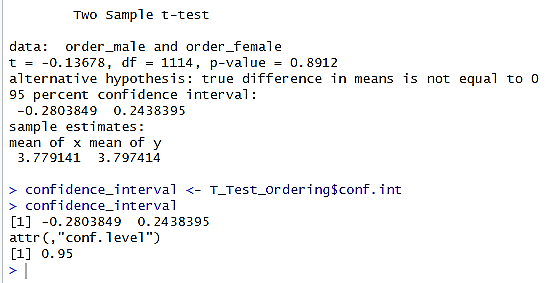 Two Sample t-test
data: order_male and order_female
t = -0.13678, df = 1114, p-value = 0.8912
alternative hypothesis: true difference in means is not equal to 0
95 percent confidence interval:
-0.2803849 0.2438395
sample estimates:
mean of x mean of y
3.779141 3.797414
> confidence_interval <- T_Test_Ordering$conf.int
> confidence_interval
[1] -0.2803849 0.2438395
attr(,"conf.level")
[1] 0.95
>